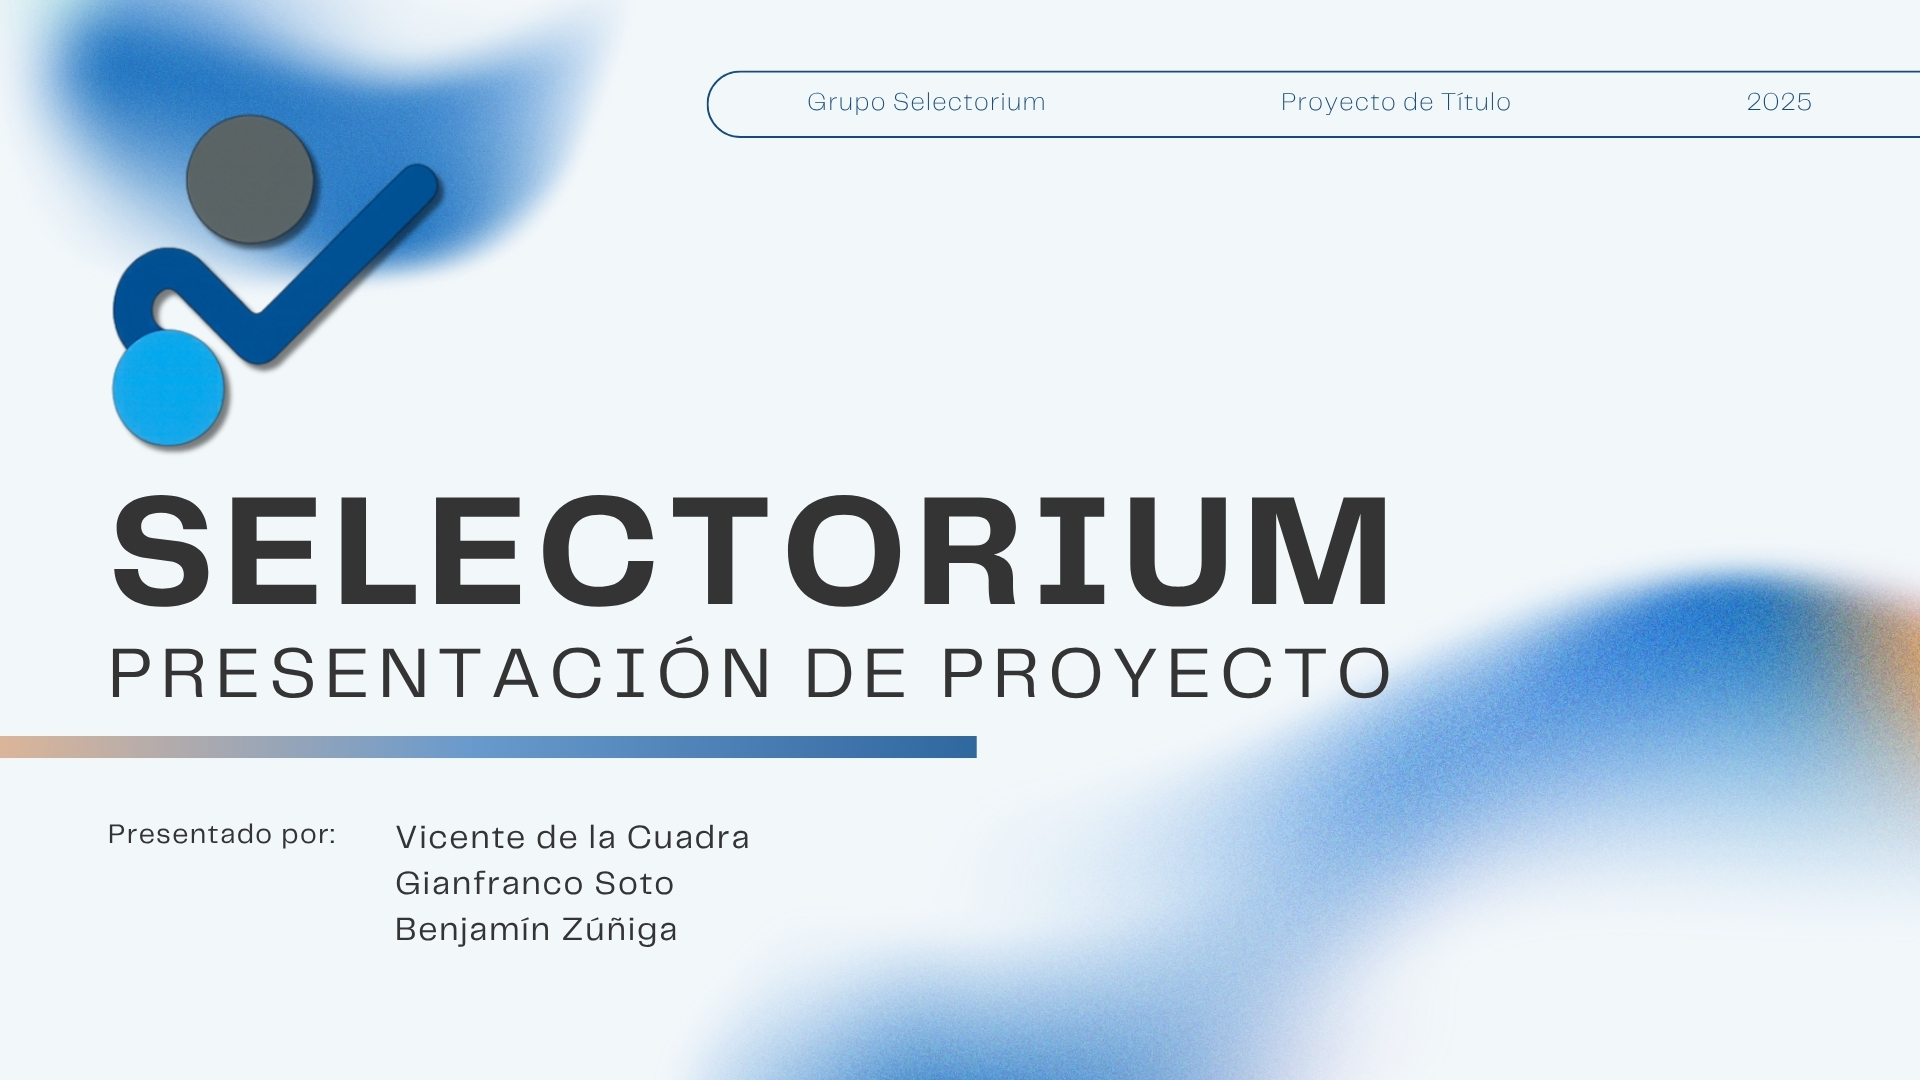 Grupo Selectorium Proyecto de Título 2025
SELECTORIUM
PRESENTACIÓN DE PROYECTO
Presentado por: Vicente de la Cuadra
Gianfranco Soto
Benjamín Zúñiga